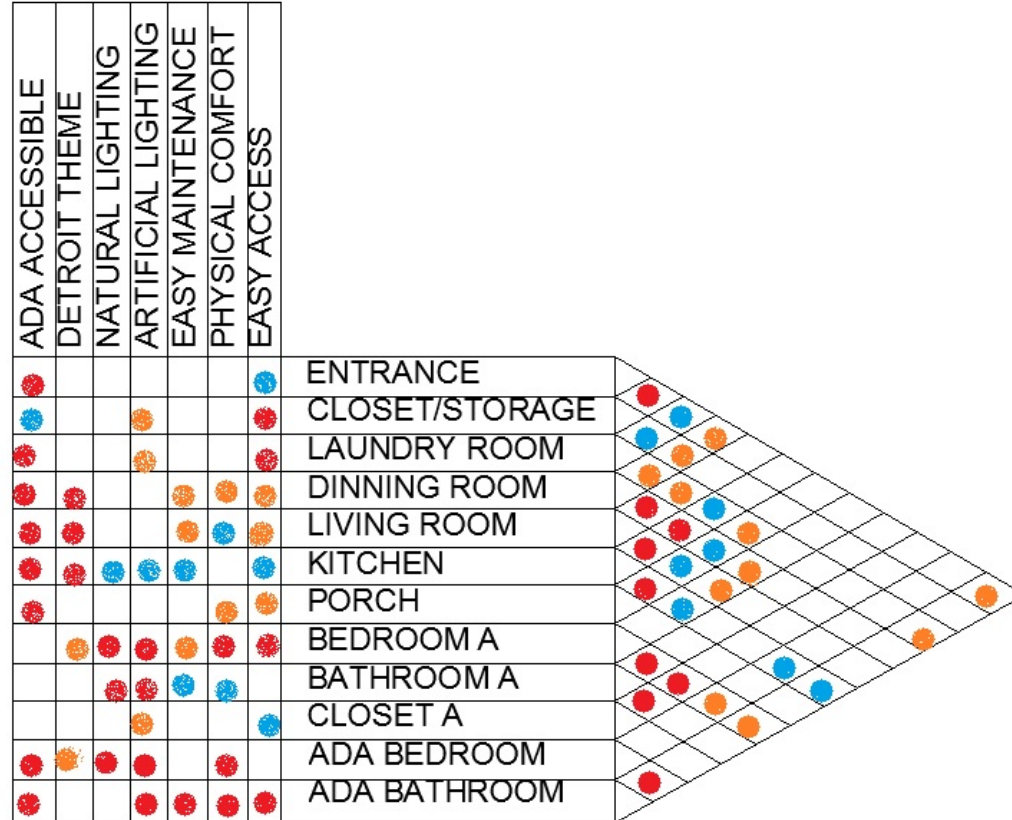 ADA ACCESSIBLE
DETROIT THEME
NATURAL LIGHTING
ARTIFICIAL LIGHTING
EASY MAINTENANCE
PHYSICAL COMFORT
EASY ACCESS
ENTRANCE
CLOSET/STORAGE
LAUNDRY ROOM
DINNING ROOM
LIVING ROOM
KITCHEN
PORCH
BEDROOM A
BATHROOM A
CLOSET A
ADA BEDROOM
ADA BATHROOM